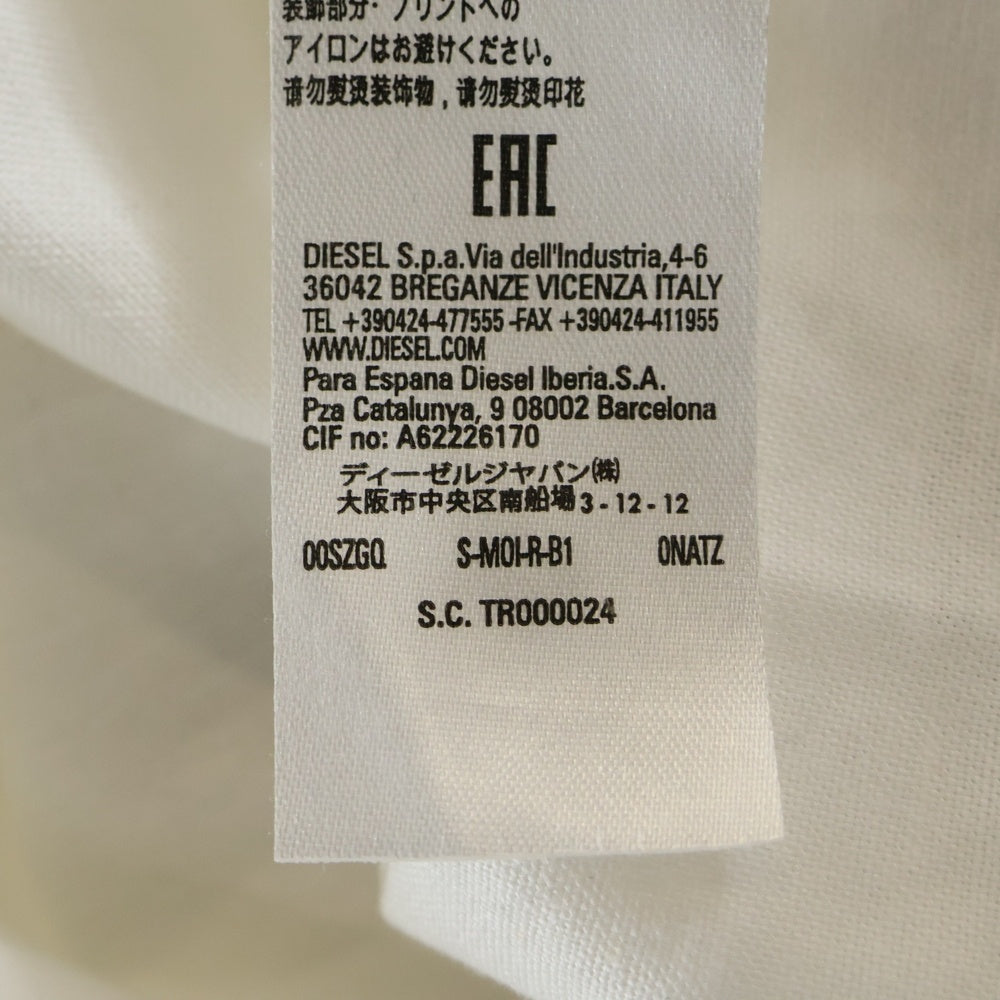 装飾部分・プリントへの
アイロンはお避けください。
请勿熨烫装饰物，请勿熨烫印花
EAC
DIESEL S.p.a.Via dell'Industria,4-6
36042 BREGANZE VICENZA ITALY
TEL +390424-477555 -FAX +390424-411955
WWW.DIESEL.COM
Para Espana Diesel Iberia.S.A.
Pza Catalunya, 9 08002 Barcelona
CIF no: A62226170
ディーゼルジャパン㈱
大阪市中央区南船場3-12-12
00SZGQ S-MOI-R-B1 0NATZ
S.C. TR000024